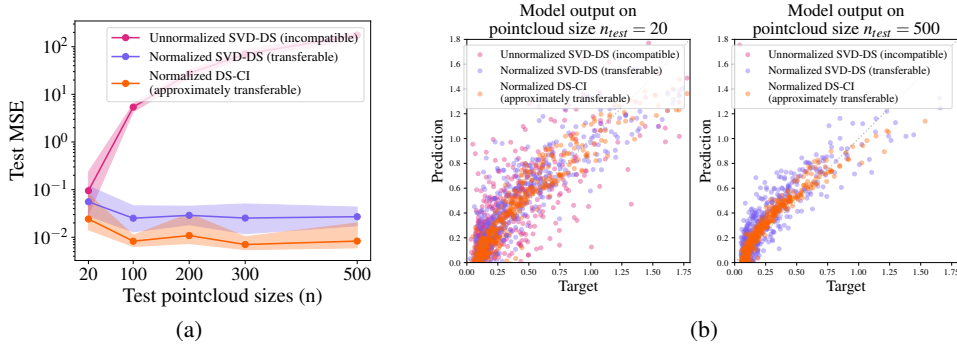 Test MSE
10²
10¹
10⁰
10⁻¹
10⁻²
Unnormalized SVD-DS (incompatible)
Normalized SVD-DS (transferable)
Normalized DS-CI
(approximately transferable)
20 100 200 300 500
Test pointcloud sizes (n)
(a)
Model output on
pointcloud size n_test = 20
Prediction
1.8
1.6
1.4
1.2
1.0
0.8
0.6
0.4
0.2
0.0
Unnormalized SVD-DS (incompatible)
Normalized SVD-DS (transferable)
Normalized DS-CI
(approximately transferable)
0.00 0.25 0.50 0.75 1.00 1.25 1.50 1.75
Target
Model output on
pointcloud size n_test = 500
1.8
1.6
1.4
1.2
1.0
0.8
0.6
0.4
0.2
0.0
Unnormalized SVD-DS (incompatible)
Normalized SVD-DS (transferable)
Normalized DS-CI
(approximately transferable)
0.00 0.25 0.50 0.75 1.00 1.25 1.50 1.75
Target
(b)